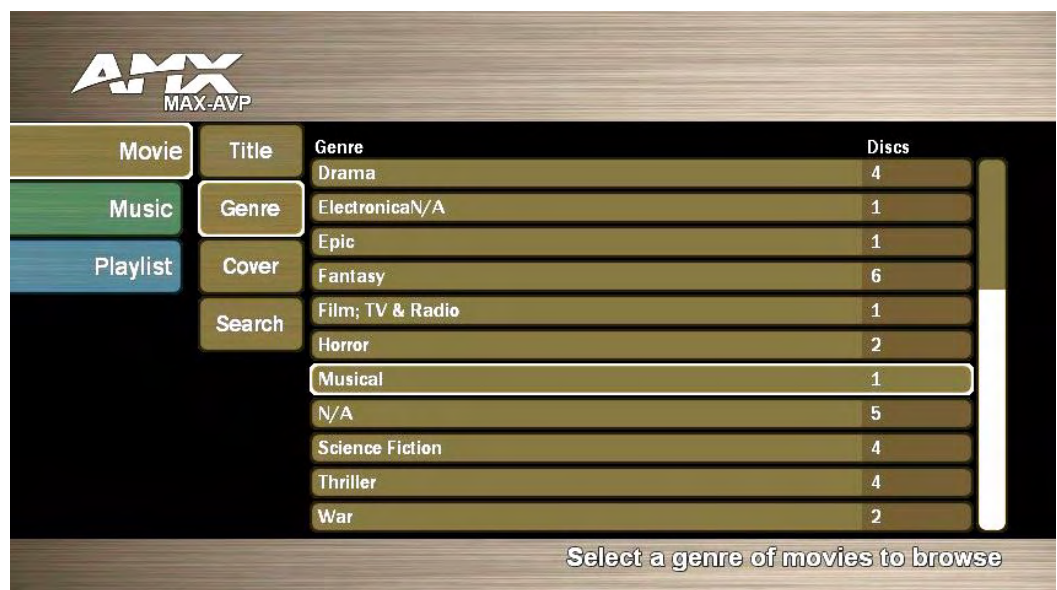 AMX
MAX-AVP
Movie
Music
Playlist
Title
Genre
Cover
Search
Genre Discs
Drama 4
ElectronicaN/A 1
Epic 1
Fantasy 6
Film; TV & Radio 1
Horror 2
Musical 1
N/A 5
Science Fiction 4
Thriller 4
War 2
Select a genre of movies to browse